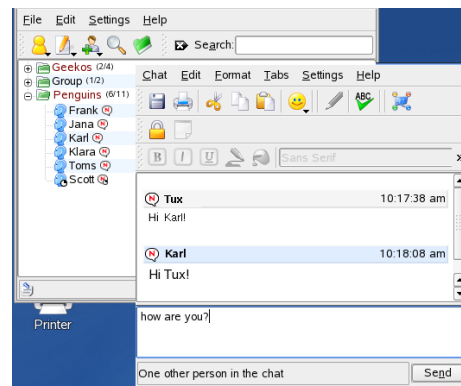 File Edit Settings Help
Search:
Geekos (2/4)
Group (1/2)
Penguins (6/11)
Frank
Jana
Karl
Klara
Toms
Scott
Chat Edit Format Tabs Settings Help
ABC
B I U Sans Serif »
N Tux 10:17:38 am
Hi Karl!
N Karl 10:18:08 am
Hi Tux!
how are you?
One other person in the chat Send
Printer